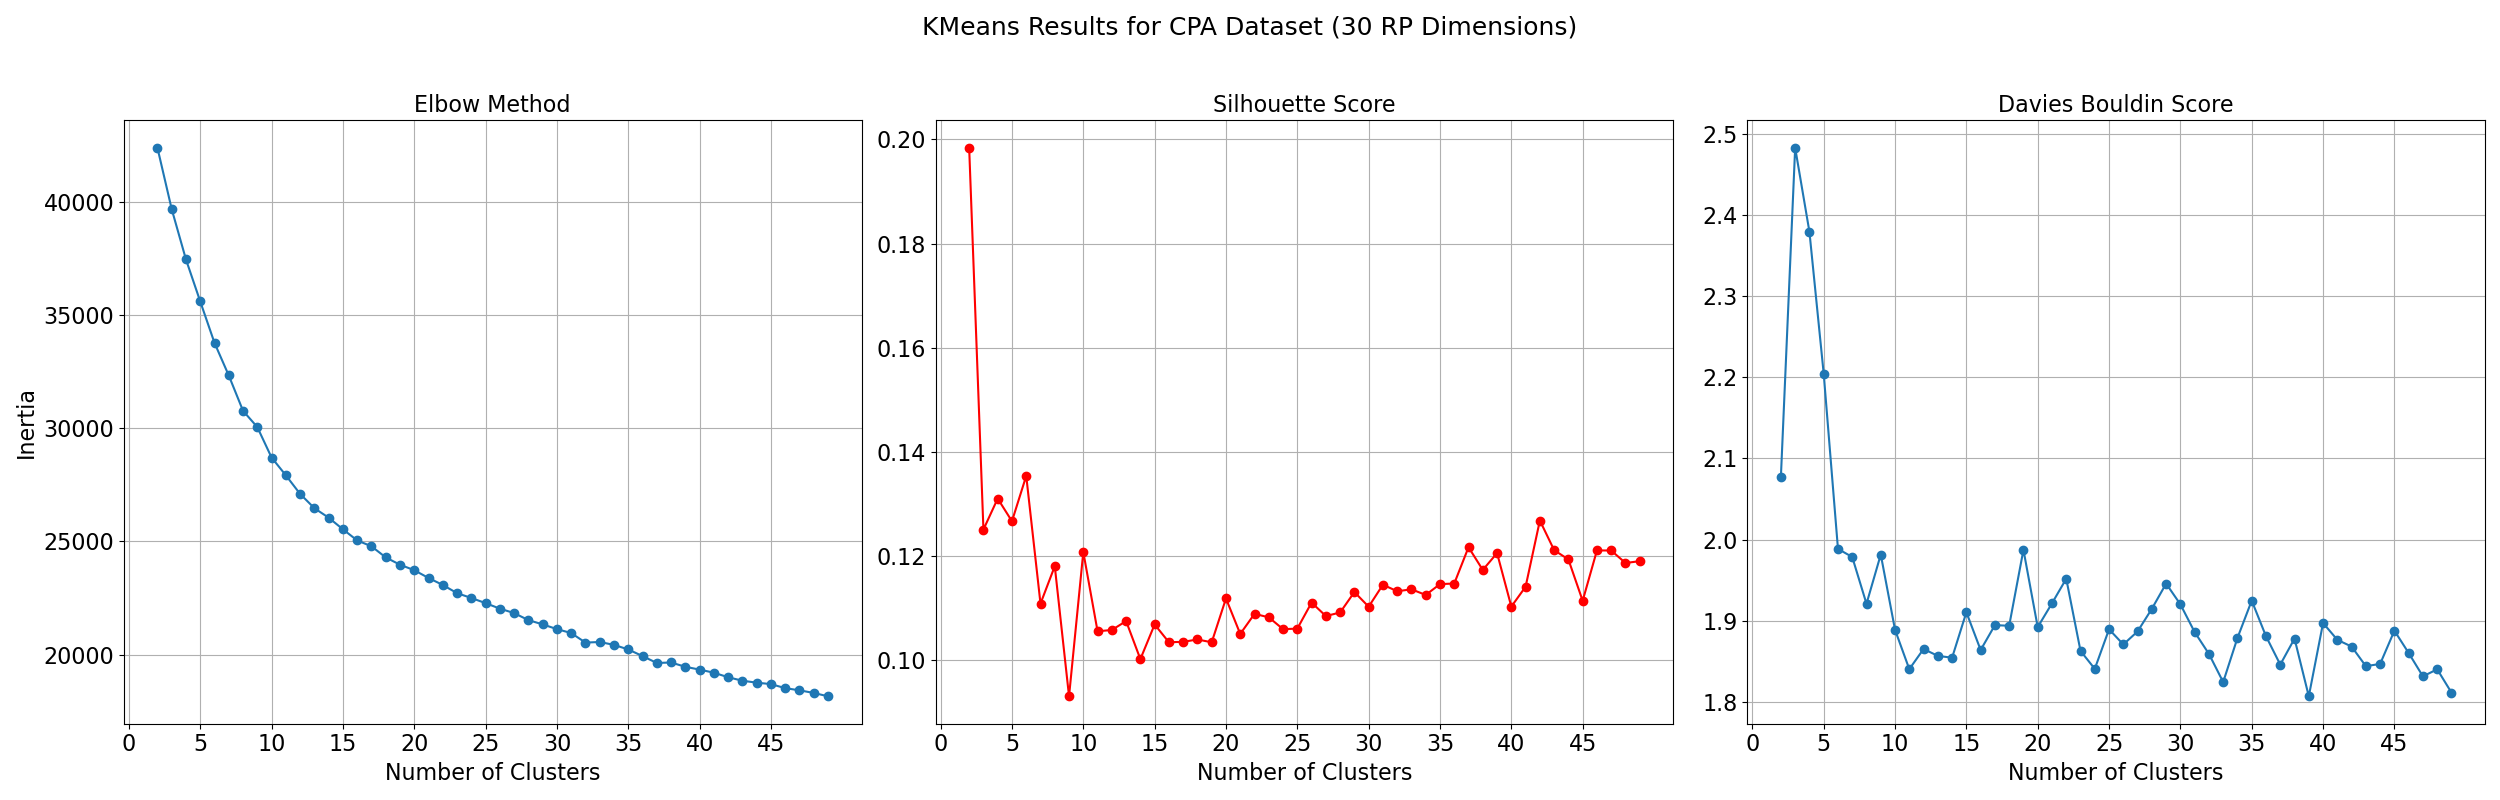 KMeans Results for CPA Dataset (30 RP Dimensions)
Elbow Method
Inertia
40000
35000
30000
25000
20000
0 5 10 15 20 25 30 35 40 45
Number of Clusters
Silhouette Score
0.20
0.18
0.16
0.14
0.12
0.10
0 5 10 15 20 25 30 35 40 45
Number of Clusters
Davies Bouldin Score
2.5
2.4
2.3
2.2
2.1
2.0
1.9
1.8
0 5 10 15 20 25 30 35 40 45
Number of Clusters